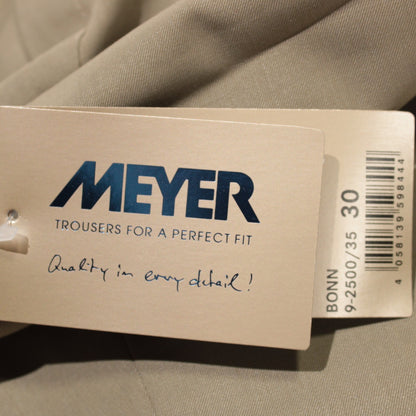 MEYER
TROUSERS FOR A PERFECT FIT
Quality in every detail!
BONN
9-2500/35 30
4 058139 598444